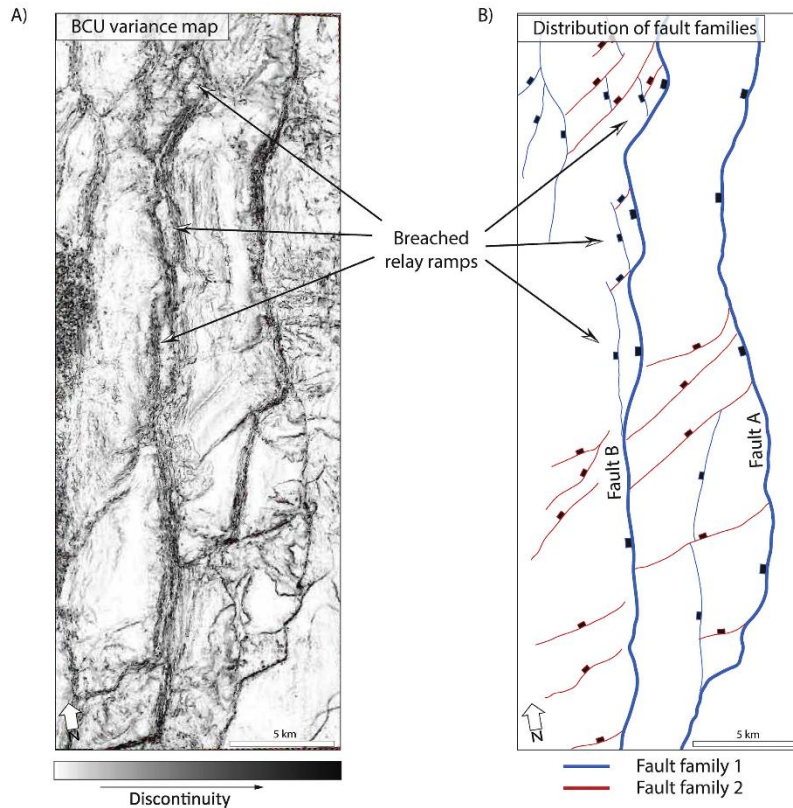 A)
BCU variance map
B)
Distribution of fault families
Breached
relay ramps
Fault B
Fault A
N
5 km
N
5 km
Discontinuity
Fault family 1
Fault family 2